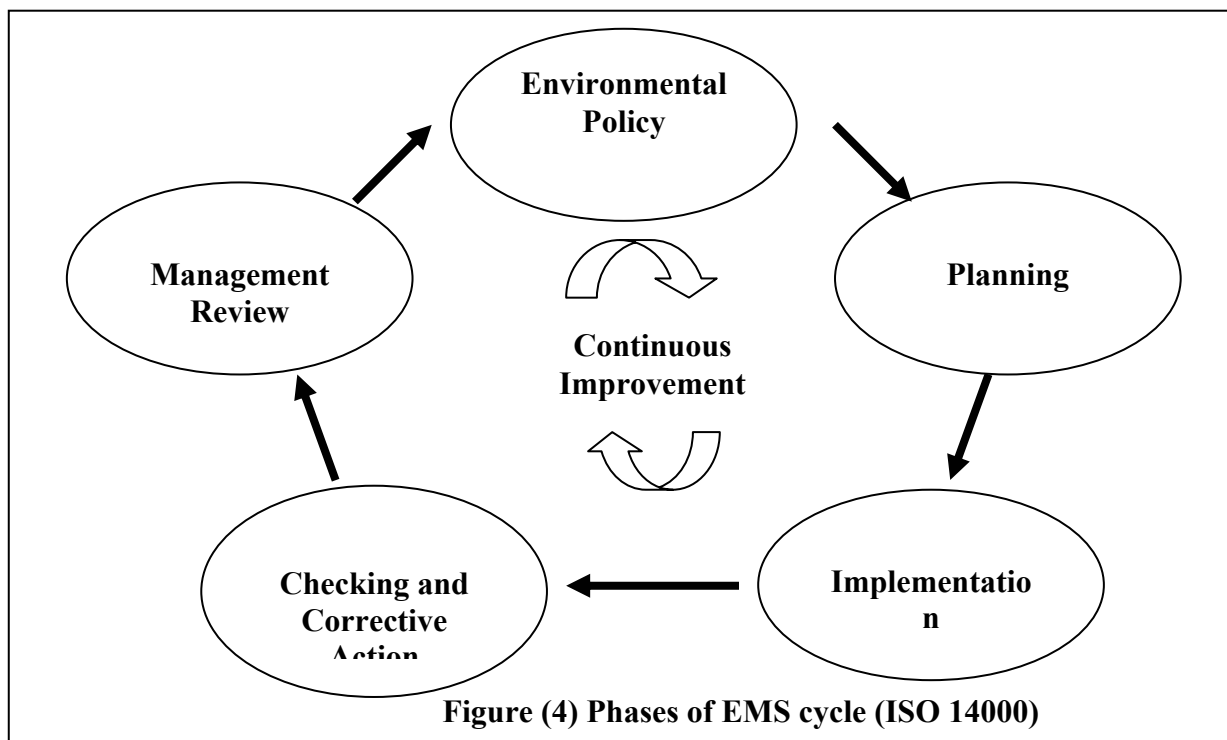 Environmental
Policy
Planning
Implementatio
n
Checking and
Corrective
Action
Management
Review
Continuous
Improvement
Figure (4) Phases of EMS cycle (ISO 14000)